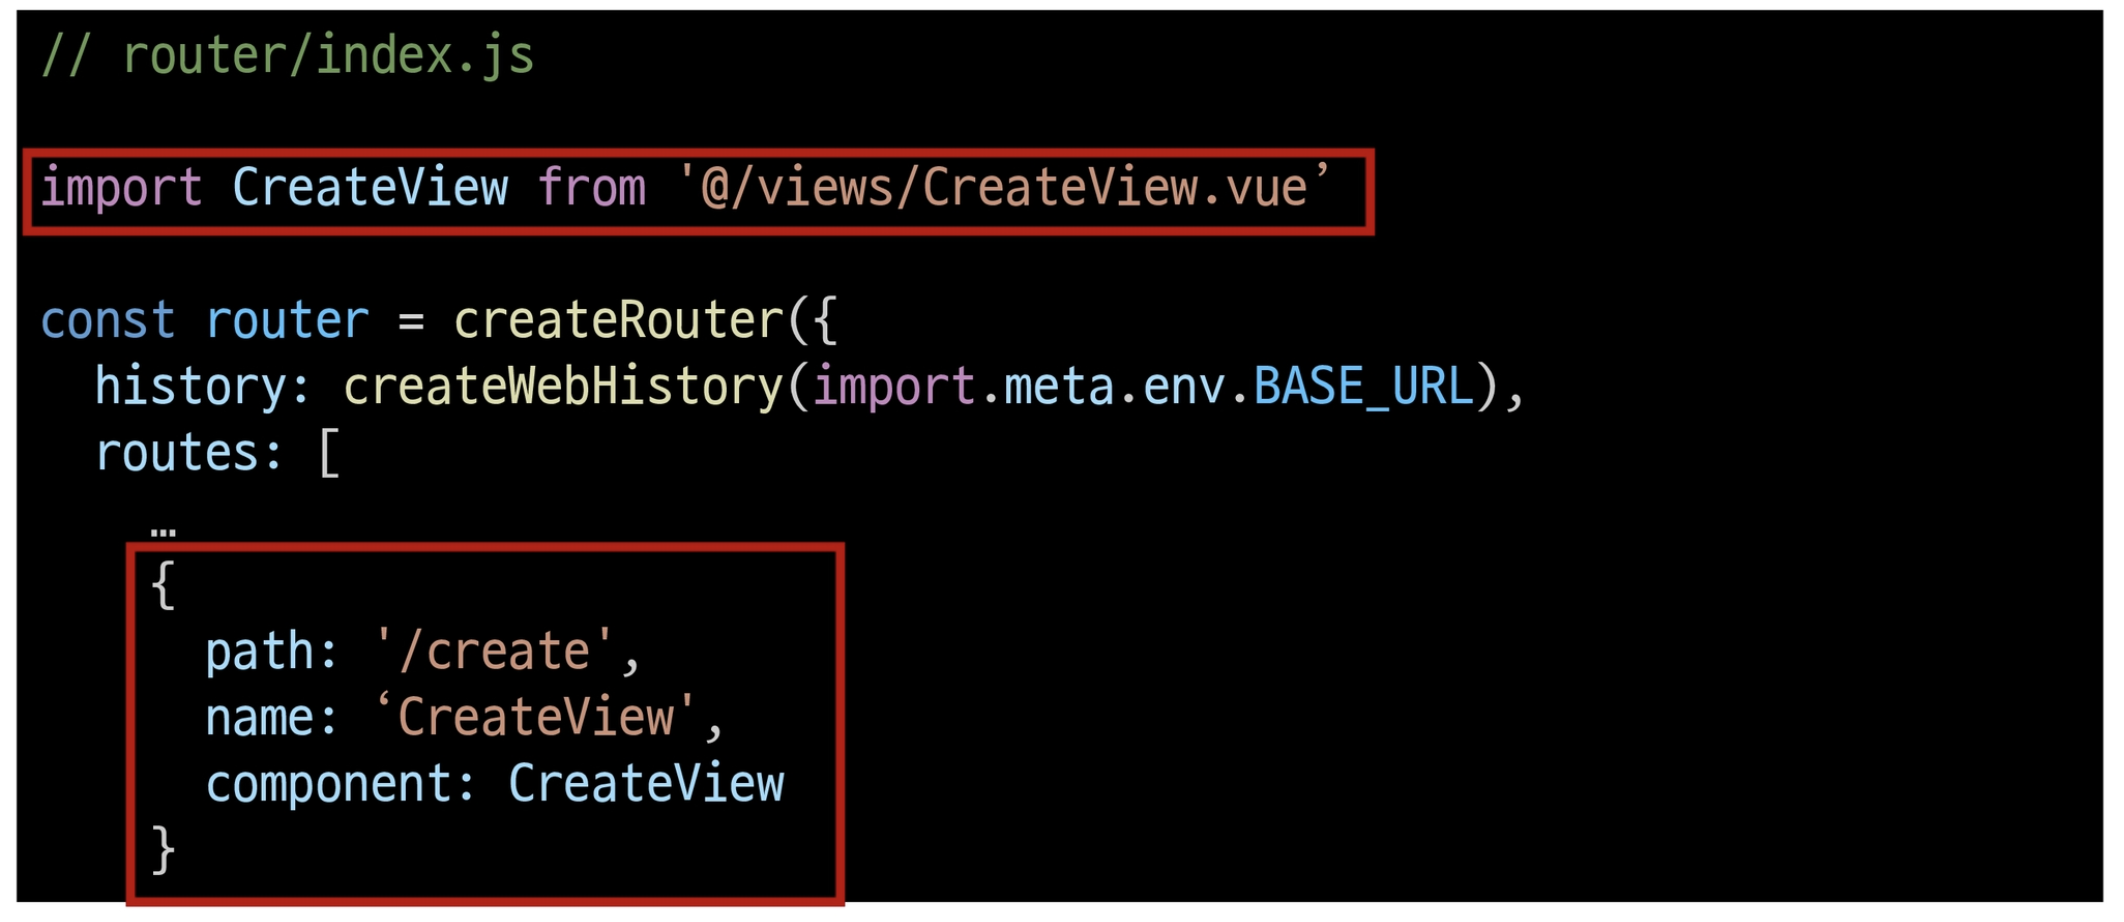 // router/index.js
import CreateView from '@/views/CreateView.vue’
const router = createRouter({
history: createWebHistory(import.meta.env.BASE_URL),
routes: [
…
{
path: '/create',
name: ‘CreateView',
component: CreateView
}